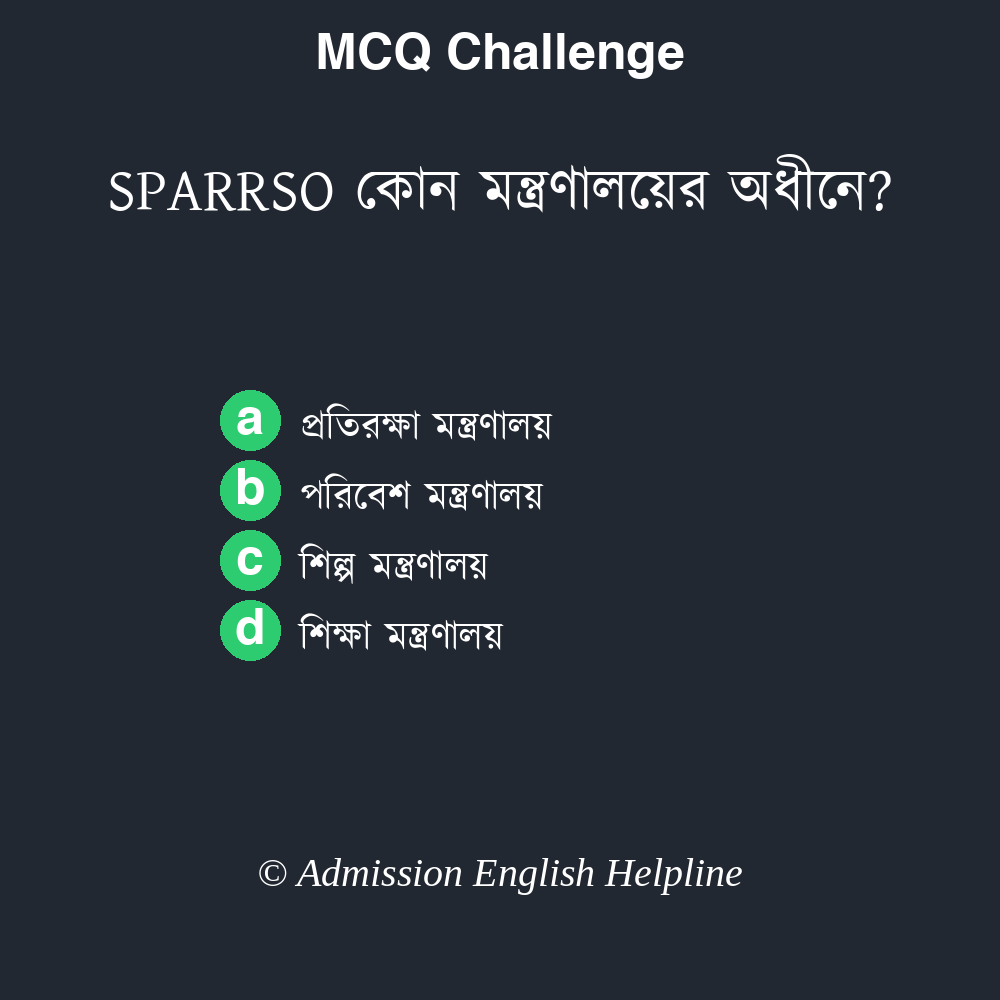 MCQ Challenge
SPARRSO কোন মন্ত্রণালয়ের অধীনে?
a প্রতিরক্ষা মন্ত্রণালয়
b পরিবেশ মন্ত্রণালয়
c শিল্প মন্ত্রণালয়
d শিক্ষা মন্ত্রণালয়
© Admission English Helpline